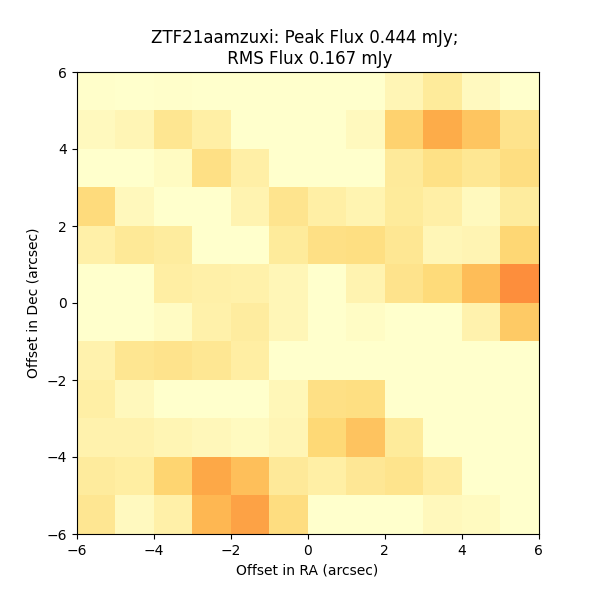 ZTF21aamzuxi: Peak Flux 0.444 mJy;
RMS Flux 0.167 mJy
6
4
2
0
−2
−4
−6
Offset in Dec (arcsec)
−6 −4 −2 0 2 4 6
Offset in RA (arcsec)